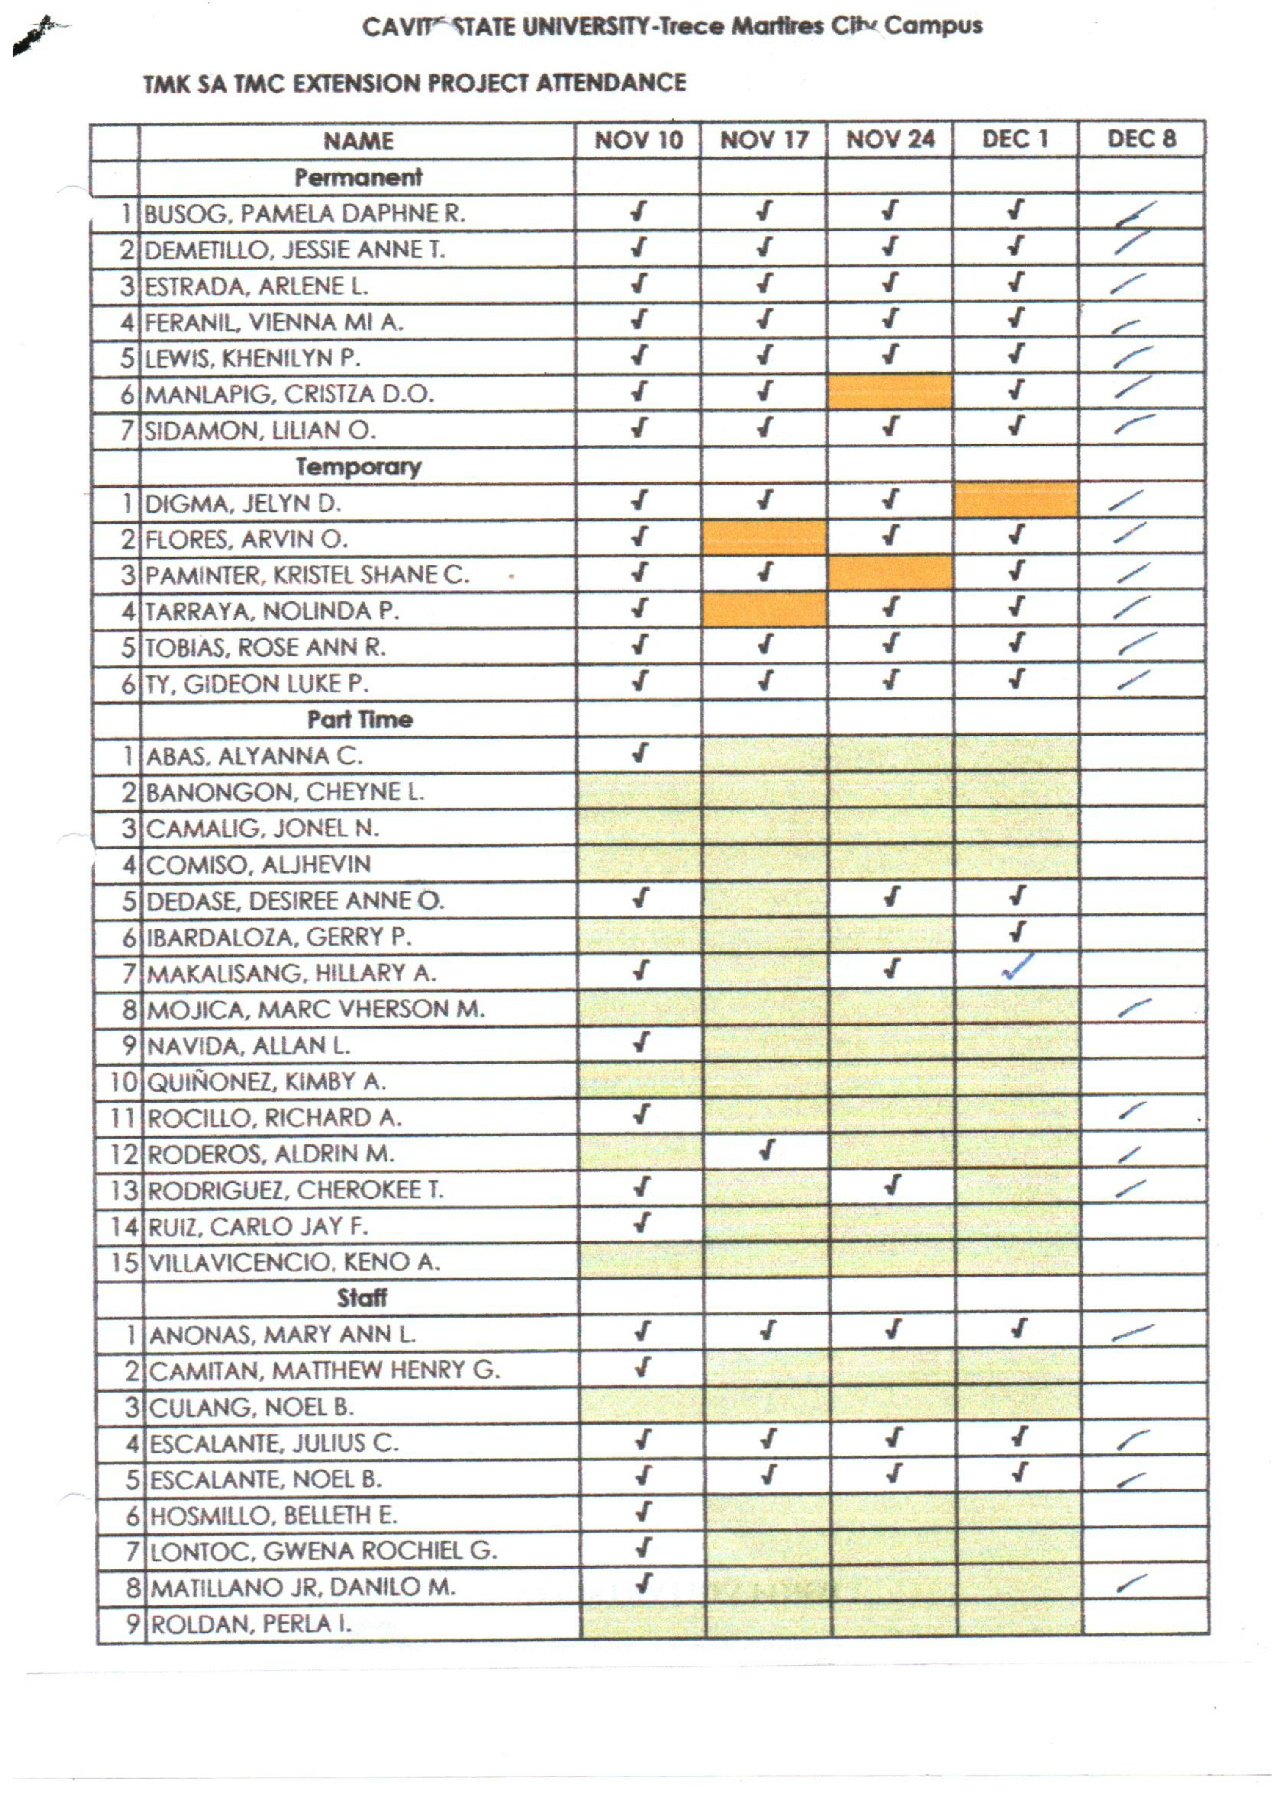 CAVITE STATE UNIVERSITY-Trece Martires City Campus
TMK SA TMC EXTENSION PROJECT ATTENDANCE
NAME NOV 10 NOV 17 NOV 24 DEC 1 DEC 8
Permanent
1 BUSOG, PAMELA DAPHNE R. √ √ √ √ /
2 DEMETILLO, JESSIE ANNE T. √ √ √ √ /
3 ESTRADA, ARLENE L. √ √ √ √ /
4 FERANIL, VIENNA MI A. √ √ √ √ /
5 LEWIS, KHENILYN P. √ √ √ √ /
6 MANLAPIG, CRISTZA D.O. √ √ √ /
7 SIDAMON, LILIAN O. √ √ √ √ /
Temporary
1 DIGMA, JELYN D. √ √ √ /
2 FLORES, ARVIN O. √ √ √ /
3 PAMINTER, KRISTEL SHANE C. √ √ √ /
4 TARRAYA, NOLINDA P. √ √ √ /
5 TOBIAS, ROSE ANN R. √ √ √ √ /
6 TY, GIDEON LUKE P. √ √ √ √ /
Part Time
1 ABAS, ALYANNA C. √
2 BANONGON, CHEYNE L.
3 CAMALIG, JONEL N.
4 COMISO, ALJHEVIN
5 DEDASE, DESIREE ANNE O. √ √ √
6 IBARDALOZA, GERRY P. √
7 MAKALISANG, HILLARY A. √ √ ✓
8 MOJICA, MARC VHERSON M. /
9 NAVIDA, ALLAN L. √
10 QUIÑONEZ, KIMBY A.
11 ROCILLO, RICHARD A. √ /
12 RODEROS, ALDRIN M. √ /
13 RODRIGUEZ, CHEROKEE T. √ √ /
14 RUIZ, CARLO JAY F. √
15 VILLAVICENCIO, KENO A.
Staff
1 ANONAS, MARY ANN L. √ √ √ √ /
2 CAMITAN, MATTHEW HENRY G. √
3 CULANG, NOEL B.
4 ESCALANTE, JULIUS C. √ √ √ √ /
5 ESCALANTE, NOEL B. √ √ √ √ /
6 HOSMILLO, BELLETH E. √
7 LONTOC, GWENA ROCHIEL G. √
8 MATILLANO JR, DANILO M. √ /
9 ROLDAN, PERLA I.